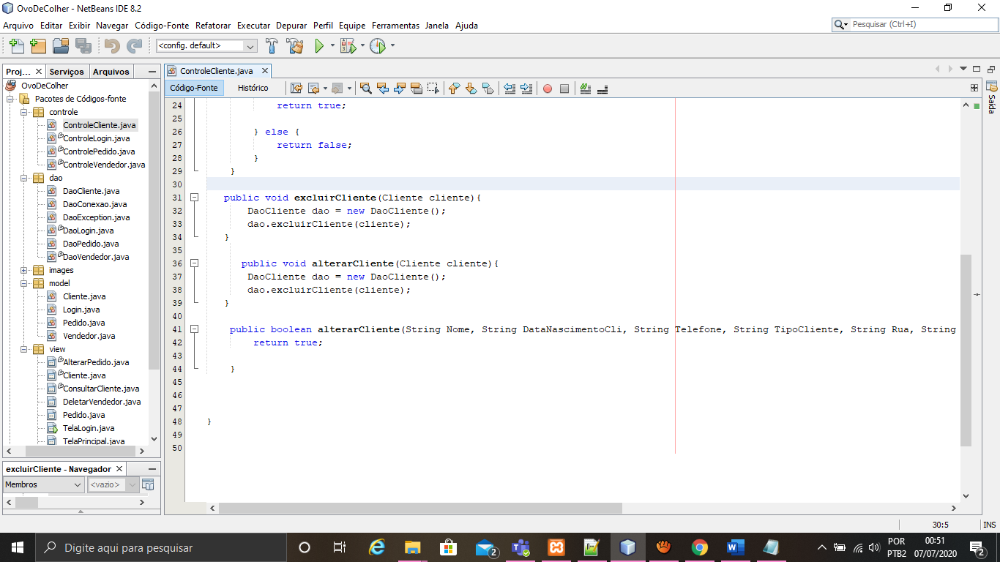 OvoDeColher - NetBeans IDE 8.2
Arquivo Editar Exibir Navegar Código-Fonte Refatorar Executar Depurar Perfil Equipe Ferramentas Janela Ajuda
Pesquisar (Ctrl+I)
<config. default>
Proj... Serviços Arquivos
ControleCliente.java
Código-Fonte Histórico
Saída
OvoDeColher
Pacotes de Códigos-fonte
controle
ControleCliente.java
ControleLogin.java
ControlePedido.java
ControleVendedor.java
dao
DaoCliente.java
DaoConexao.java
DaoException.java
DaoLogin.java
DaoPedido.java
DaoVendedor.java
images
model
Cliente.java
Login.java
Pedido.java
Vendedor.java
view
AlterarPedido.java
Cliente.java
ConsultarCliente.java
DeletarVendedor.java
Pedido.java
TelaLogin.java
TelaPrincipal.java
excluirCliente - Navegador
Membros <vazio>
24 return true;
25
26 } else {
27 return false;
28 }
29 }
30
31 public void excluirCliente(Cliente cliente){
32 DaoCliente dao = new DaoCliente();
33 dao.excluirCliente(cliente);
34 }
35
36 public void alterarCliente(Cliente cliente){
37 DaoCliente dao = new DaoCliente();
38 dao.excluirCliente(cliente);
39 }
40
41 public boolean alterarCliente(String Nome, String DataNascimentoCli, String Telefone, String TipoCliente, String Rua, String
42 return true;
43
44 }
45
46
47
48 }
49
50
30:5 INS
Digite aqui para pesquisar
2
POR
PTB2
00:51
07/07/2020
2